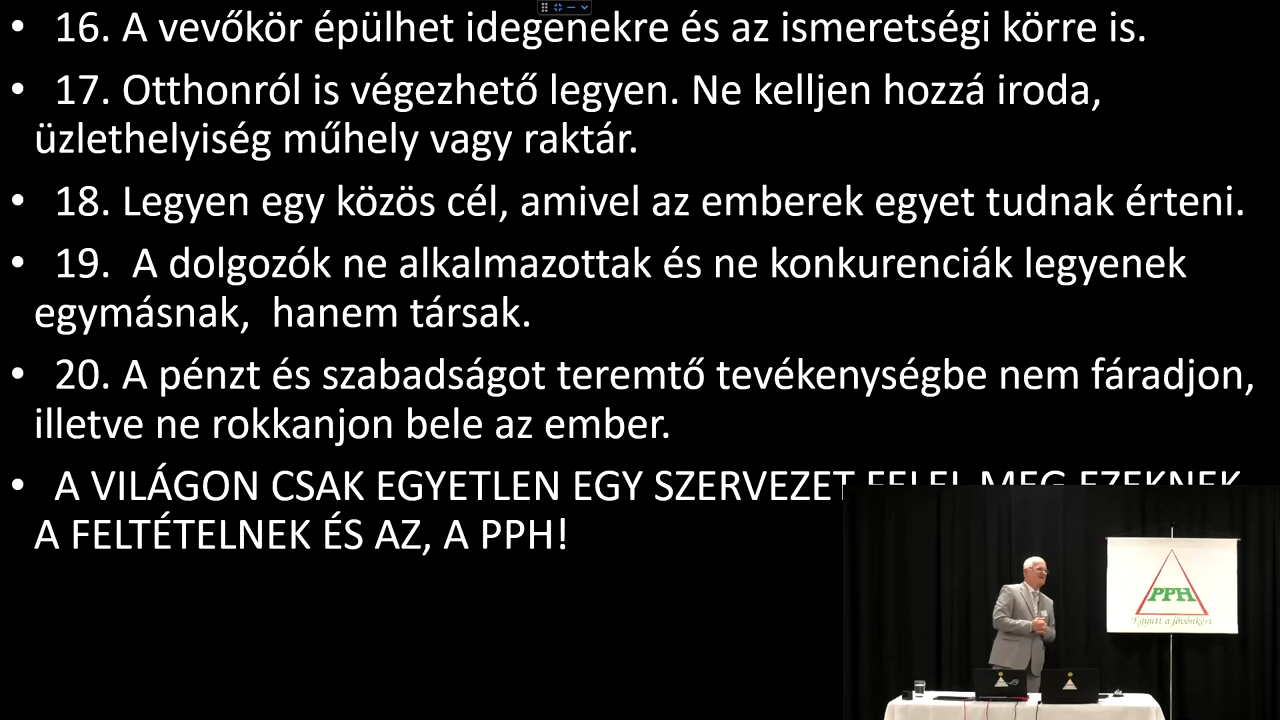 • 16. A vevőkör épülhet idegenekre és az ismeretségi körre is.
• 17. Otthonról is végezhető legyen. Ne kelljen hozzá iroda,
üzlethelyiség műhely vagy raktár.
• 18. Legyen egy közös cél, amivel az emberek egyet tudnak érteni.
• 19. A dolgozók ne alkalmazottak és ne konkurenciák legyenek
egymásnak, hanem társak.
• 20. A pénzt és szabadságot teremtő tevékenységbe nem fáradjon,
illetve ne rokkanjon bele az ember.
• A VILÁGON CSAK EGYETLEN EGY SZERVEZET FELEL MEG EZEKNEK
A FELTÉTELNEK ÉS AZ, A PPH!
PPH
Együtt a jövőnkért